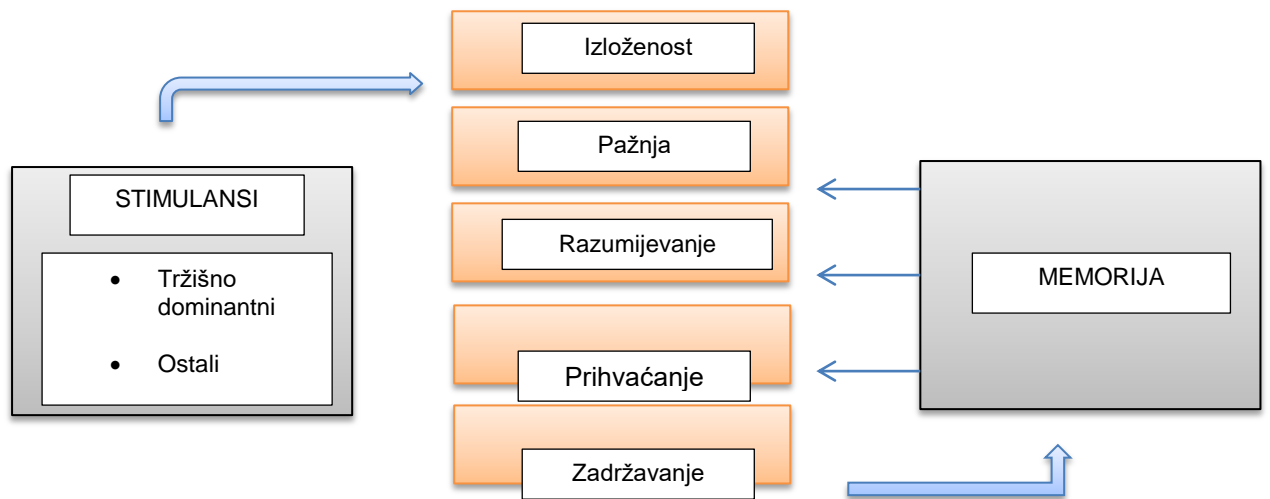 Izloženost
Pažnja
STIMULANSI
Razumijevanje
• Tržišno
dominantni
• Ostali
MEMORIJA
Prihvaćanje
Zadržavanje